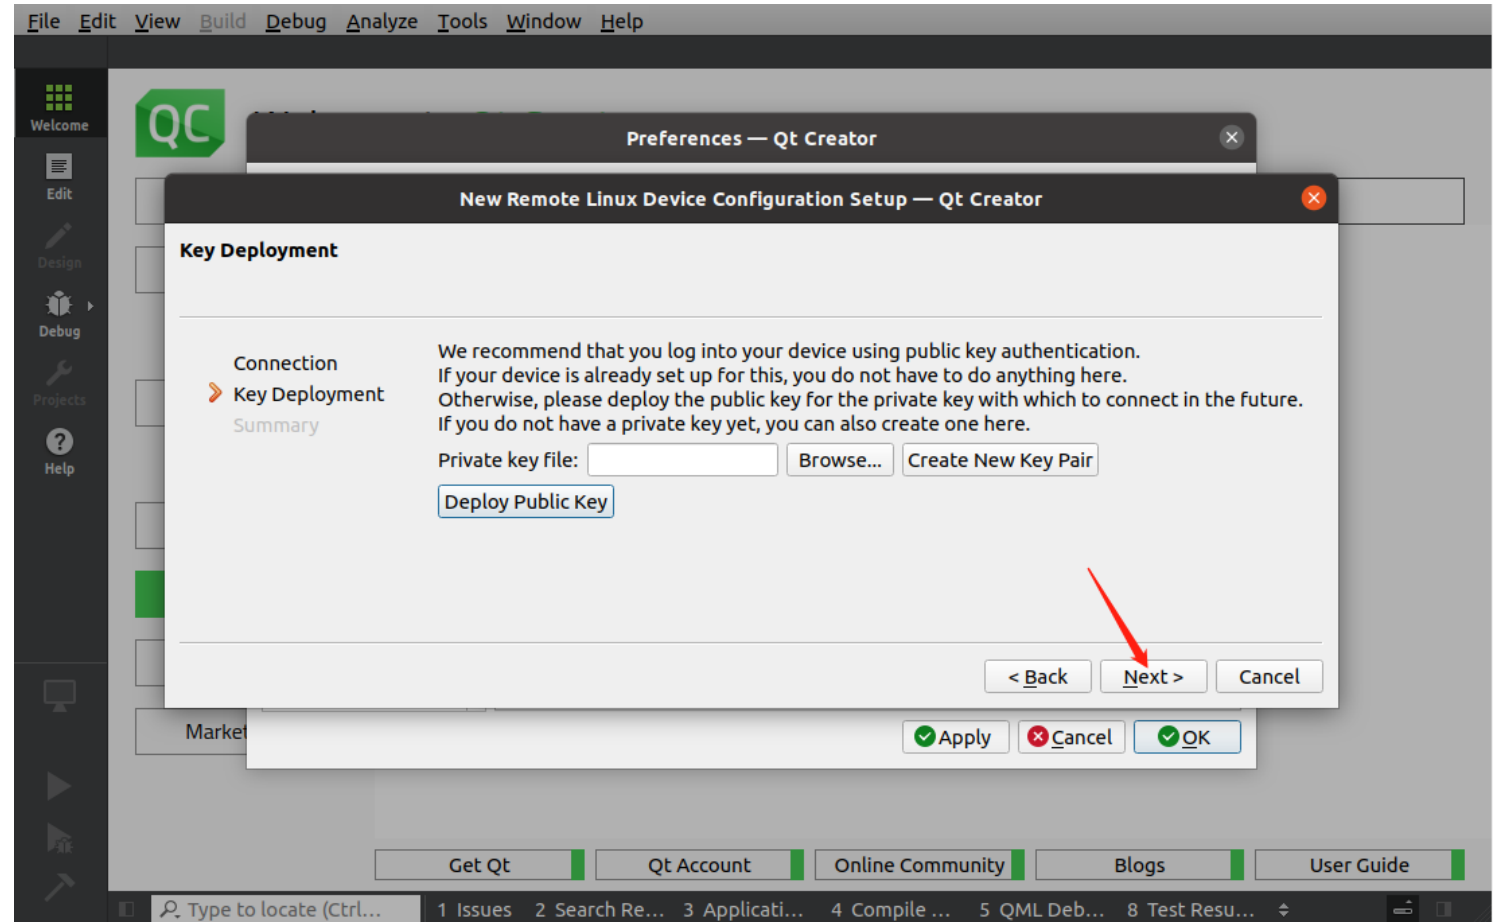 File Edit View Build Debug Analyze Tools Window Help
Welcome
QC
Preferences — Qt Creator
Edit
New Remote Linux Device Configuration Setup — Qt Creator
Key Deployment
Design
Debug
Connection
Key Deployment
Summary
We recommend that you log into your device using public key authentication.
If your device is already set up for this, you do not have to do anything here.
Otherwise, please deploy the public key for the private key with which to connect in the future.
If you do not have a private key yet, you can also create one here.
Private key file: Browse... Create New Key Pair
Deploy Public Key
Projects
Help
< Back Next > Cancel
Market
Apply Cancel OK
Get Qt Qt Account Online Community Blogs User Guide
Type to locate (Ctrl... 1 Issues 2 Search Re... 3 Applicati... 4 Compile ... 5 QML Deb... 8 Test Resu...